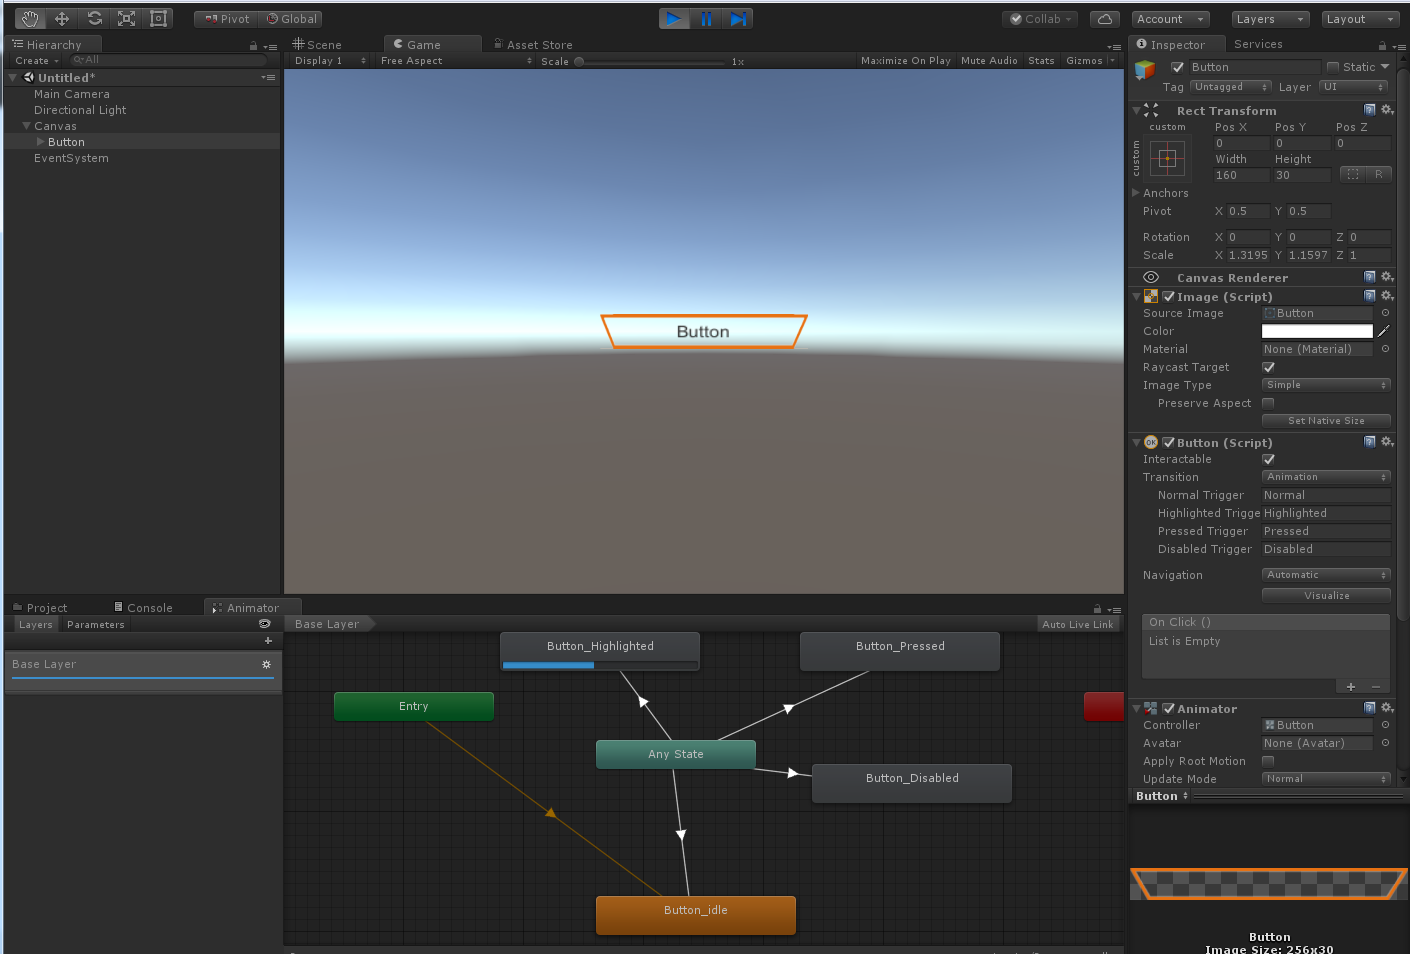 Pivot Global Collab Account Layers Layout
Hierarchy
Create All
Untitled*
Main Camera
Directional Light
Canvas
Button
EventSystem
Scene Game Asset Store
Display 1 Free Aspect Scale 1x Maximize On Play Mute Audio Stats Gizmos
Button
Project Console Animator
Layers Parameters
Base Layer Auto Live Link
Base Layer
Button_Highlighted
Button_Pressed
Entry
Any State
Button_Disabled
Button_idle
Inspector Services
Button Static
Tag Untagged Layer UI
Rect Transform
custom Pos X Pos Y Pos Z
custom
0 0 0
Width Height
160 30 R
Anchors
Pivot X 0.5 Y 0.5
Rotation X 0 Y 0 Z 0
Scale X 1.3195 Y 1.1597 Z 1
Canvas Renderer
Image (Script)
Source Image Button
Color
Material None (Material)
Raycast Target
Image Type Simple
Preserve Aspect
Set Native Size
OK Button (Script)
Interactable
Transition Animation
Normal Trigger Normal
Highlighted Trigge Highlighted
Pressed Trigger Pressed
Disabled Trigger Disabled
Navigation Automatic
Visualize
On Click ()
List is Empty
Animator
Controller Button
Avatar None (Avatar)
Apply Root Motion
Update Mode Normal
Button
Button
Image Size: 256x30